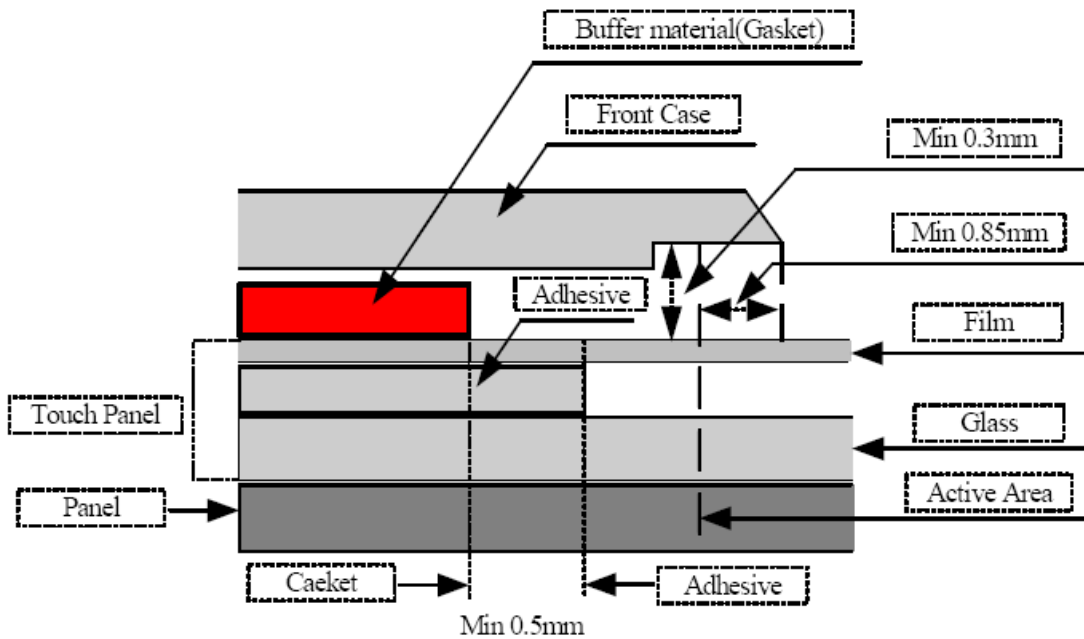 Buffer material(Gasket)
Front Case
Min 0.3mm
Min 0.85mm
Adhesive
Film
Touch Panel
Glass
Panel
Active Area
Caeket
Adhesive
Min 0.5mm